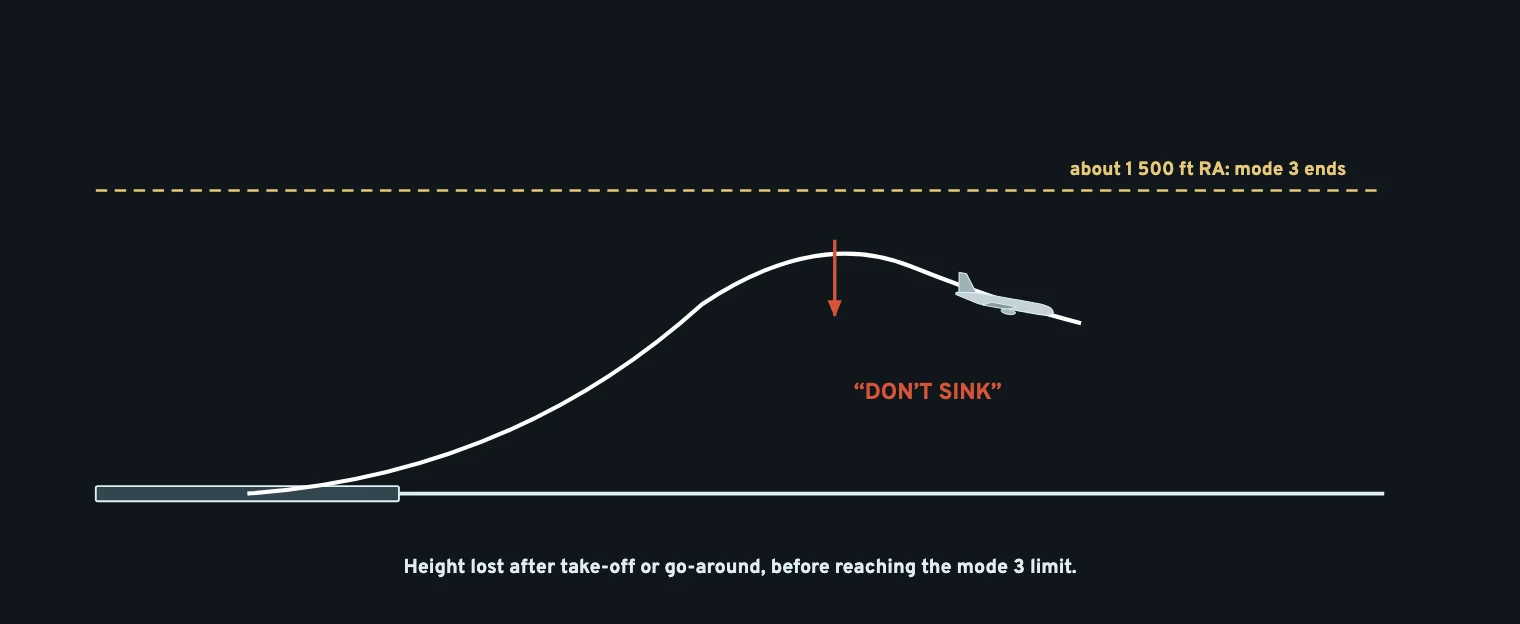 about 1 500 ft RA: mode 3 ends
“DON’T SINK”
Height lost after take-off or go-around, before reaching the mode 3 limit.